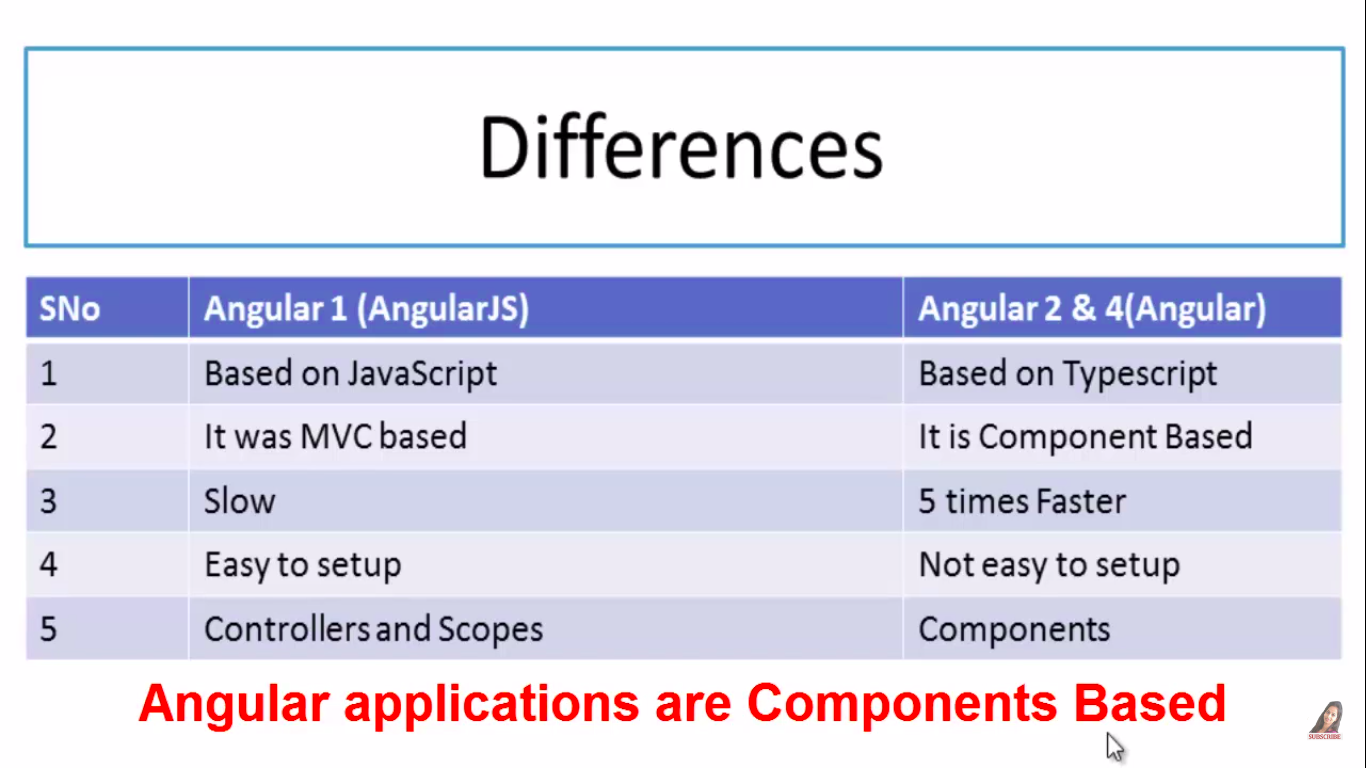 Differences
SNo Angular 1 (AngularJS) Angular 2 & 4(Angular)
1 Based on JavaScript Based on Typescript
2 It was MVC based It is Component Based
3 Slow 5 times Faster
4 Easy to setup Not easy to setup
5 Controllers and Scopes Components
Angular applications are Components Based
SUBSCRIBE